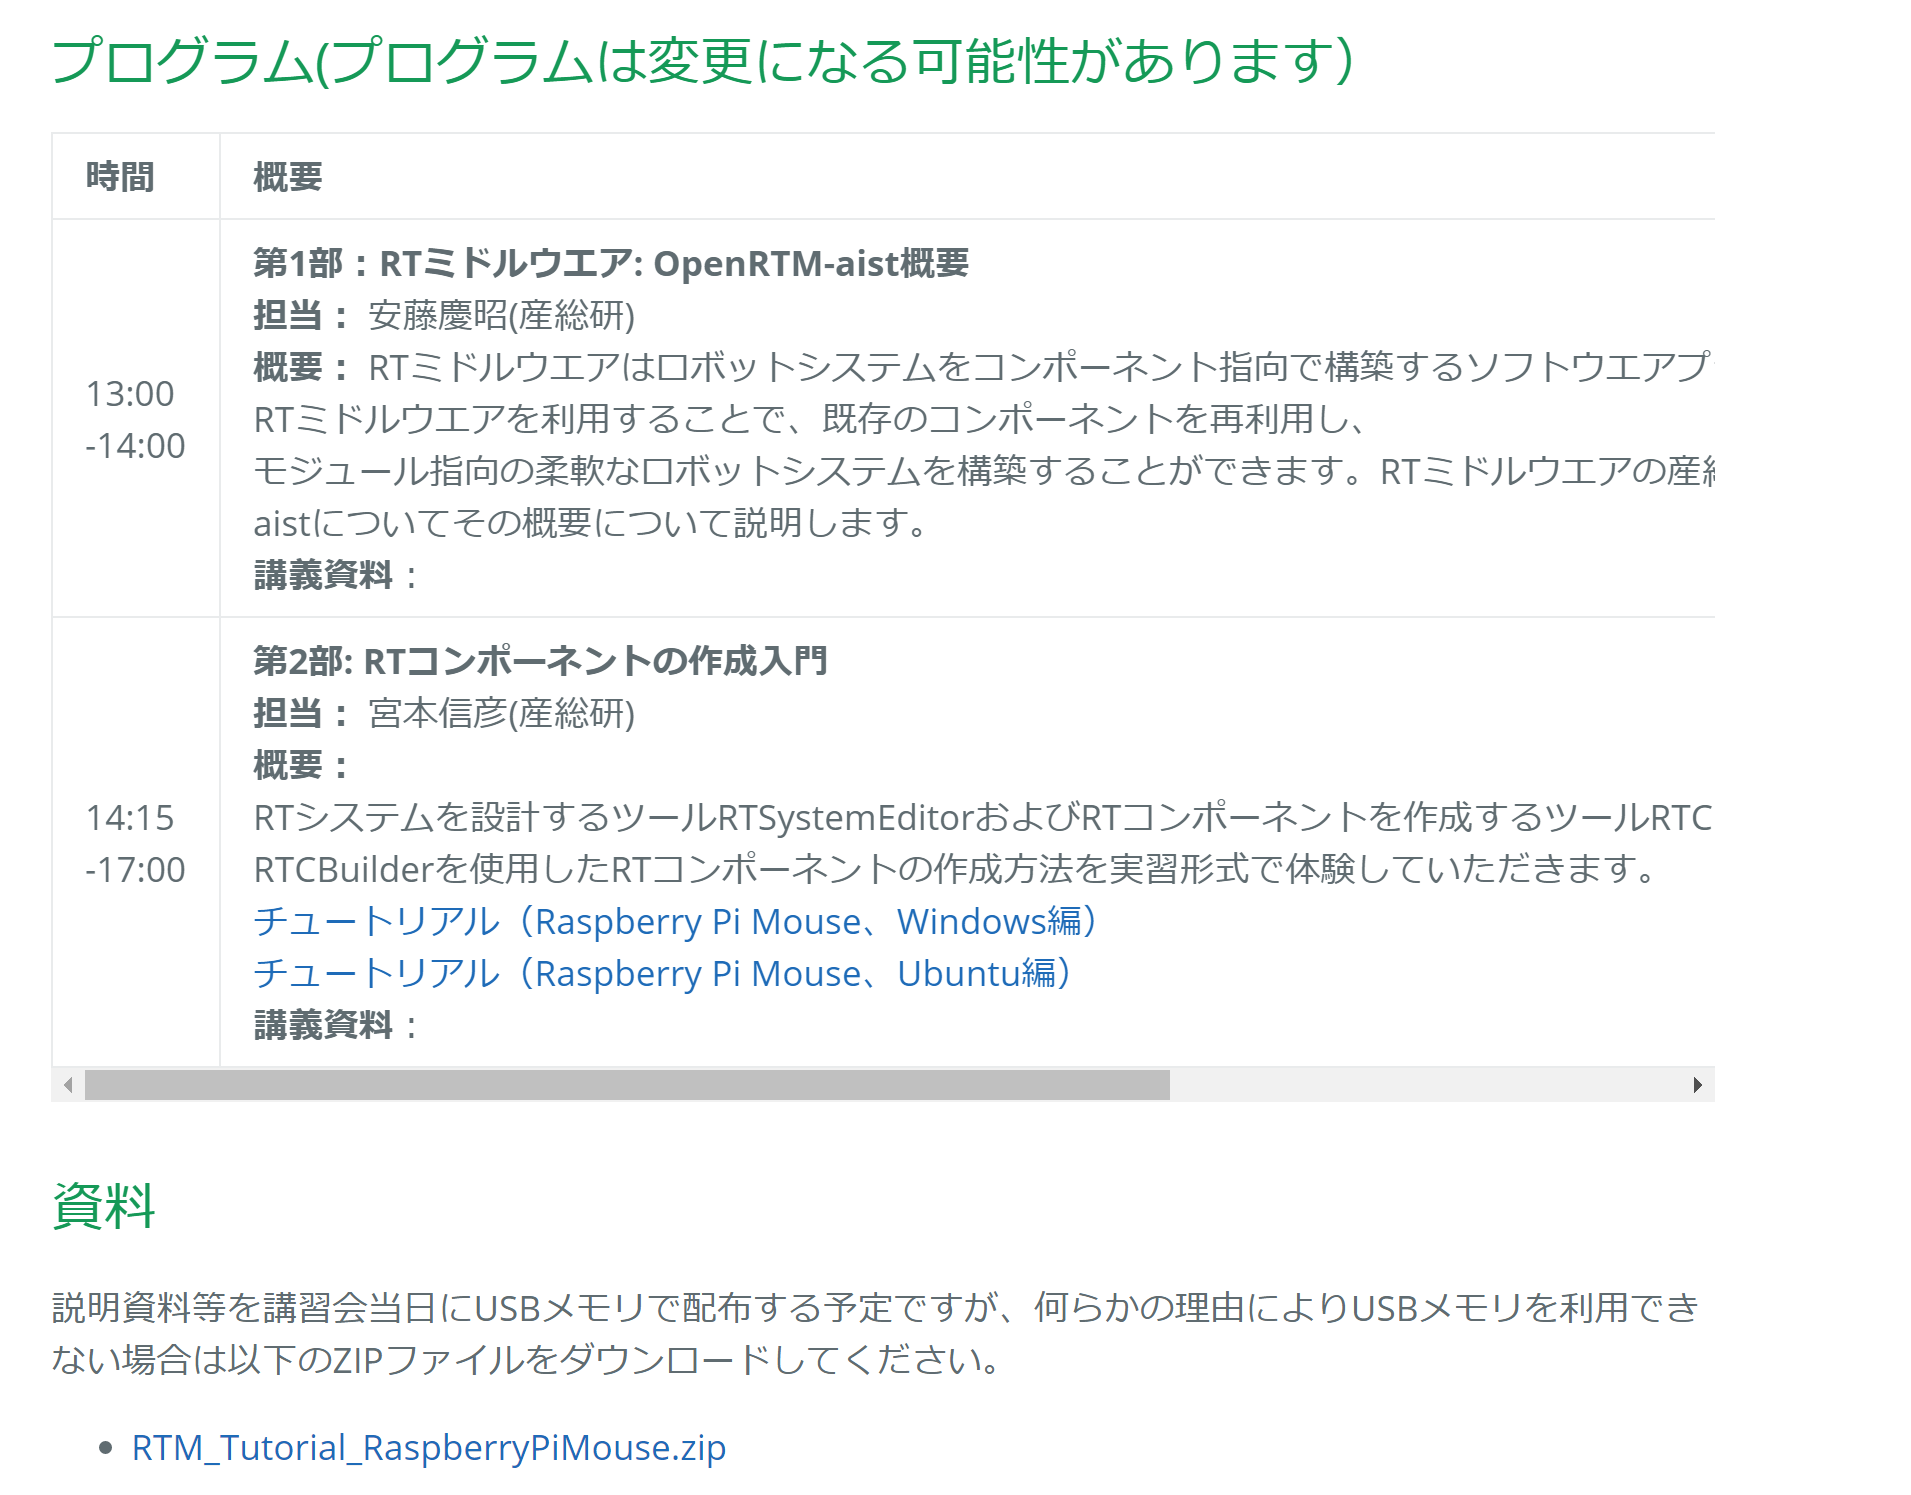 プログラム(プログラムは変更になる可能性があります）
時間
概要
13:00
-14:00
第1部：RTミドルウエア: OpenRTM-aist概要
担当： 安藤慶昭(産総研)
概要： RTミドルウエアはロボットシステムをコンポーネント指向で構築するソフトウエアプ
RTミドルウエアを利用することで、既存のコンポーネントを再利用し、
モジュール指向の柔軟なロボットシステムを構築することができます。RTミドルウエアの産
aistについてその概要について説明します。
講義資料：
14:15
-17:00
第2部: RTコンポーネントの作成入門
担当： 宮本信彦(産総研)
概要：
RTシステムを設計するツールRTSystemEditorおよびRTコンポーネントを作成するツールRTC
RTCBuilderを使用したRTコンポーネントの作成方法を実習形式で体験していただきます。
チュートリアル（Raspberry Pi Mouse、Windows編）
チュートリアル（Raspberry Pi Mouse、Ubuntu編）
講義資料：
資料
説明資料等を講習会当日にUSBメモリで配布する予定ですが、何らかの理由によりUSBメモリを利用でき
ない場合は以下のZIPファイルをダウンロードしてください。
RTM_Tutorial_RaspberryPiMouse.zip